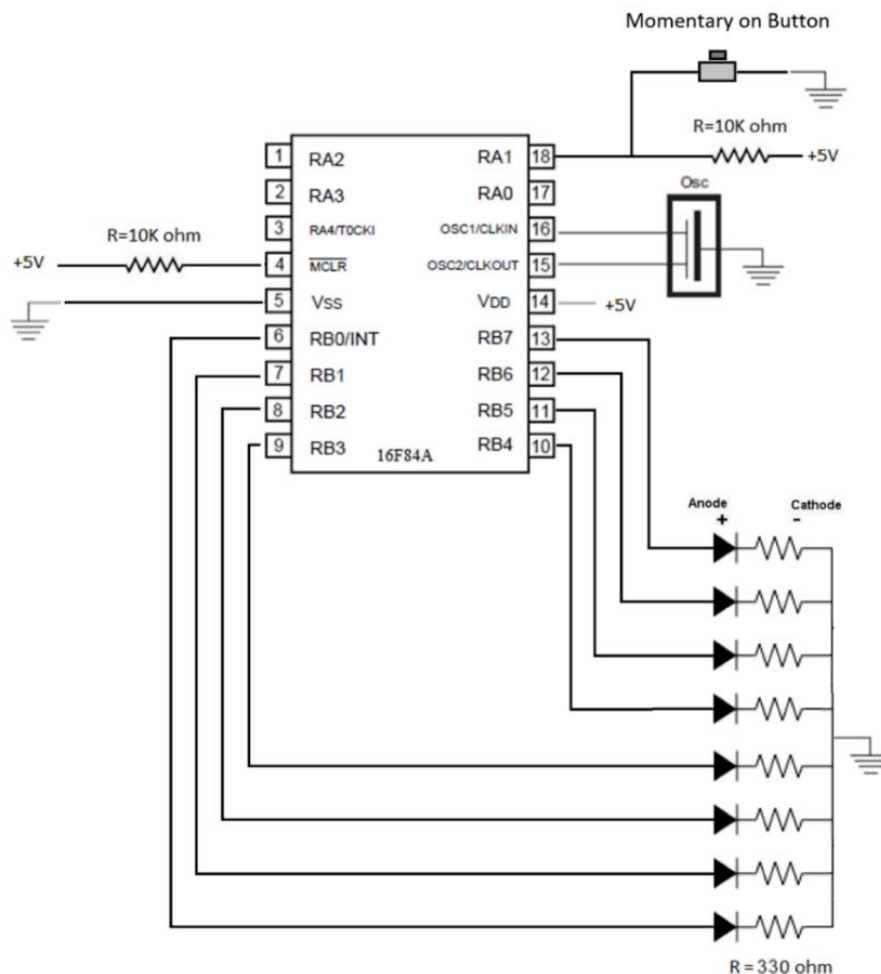 Momentary on Button
R=10K ohm
+5V
Osc
1 RA2 RA1 18
2 RA3 RA0 17
3 RA4/T0CKI OSC1/CLKIN 16
R=10K ohm
+5V
4 MCLR OSC2/CLKOUT 15
5 VSS VDD 14 +5V
6 RB0/INT RB7 13
7 RB1 RB6 12
8 RB2 RB5 11
9 RB3 RB4 10
16F84A
Anode Cathode
+ -
R = 330 ohm